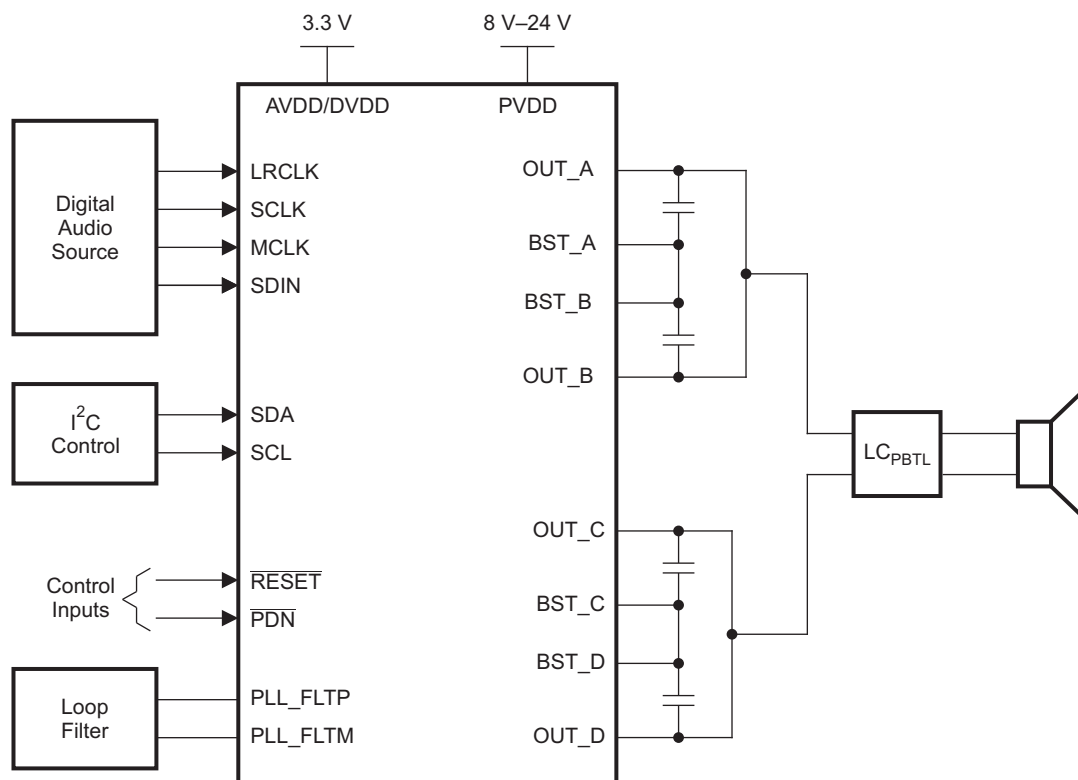 3.3 V
8 V–24 V
AVDD/DVDD
PVDD
Digital
Audio
Source
LRCLK
SCLK
MCLK
SDIN
OUT_A
BST_A
BST_B
OUT_B
I²C
Control
SDA
SCL
LC_PBTL
Control
Inputs
RESET
PDN
OUT_C
BST_C
BST_D
OUT_D
Loop
Filter
PLL_FLTP
PLL_FLTM